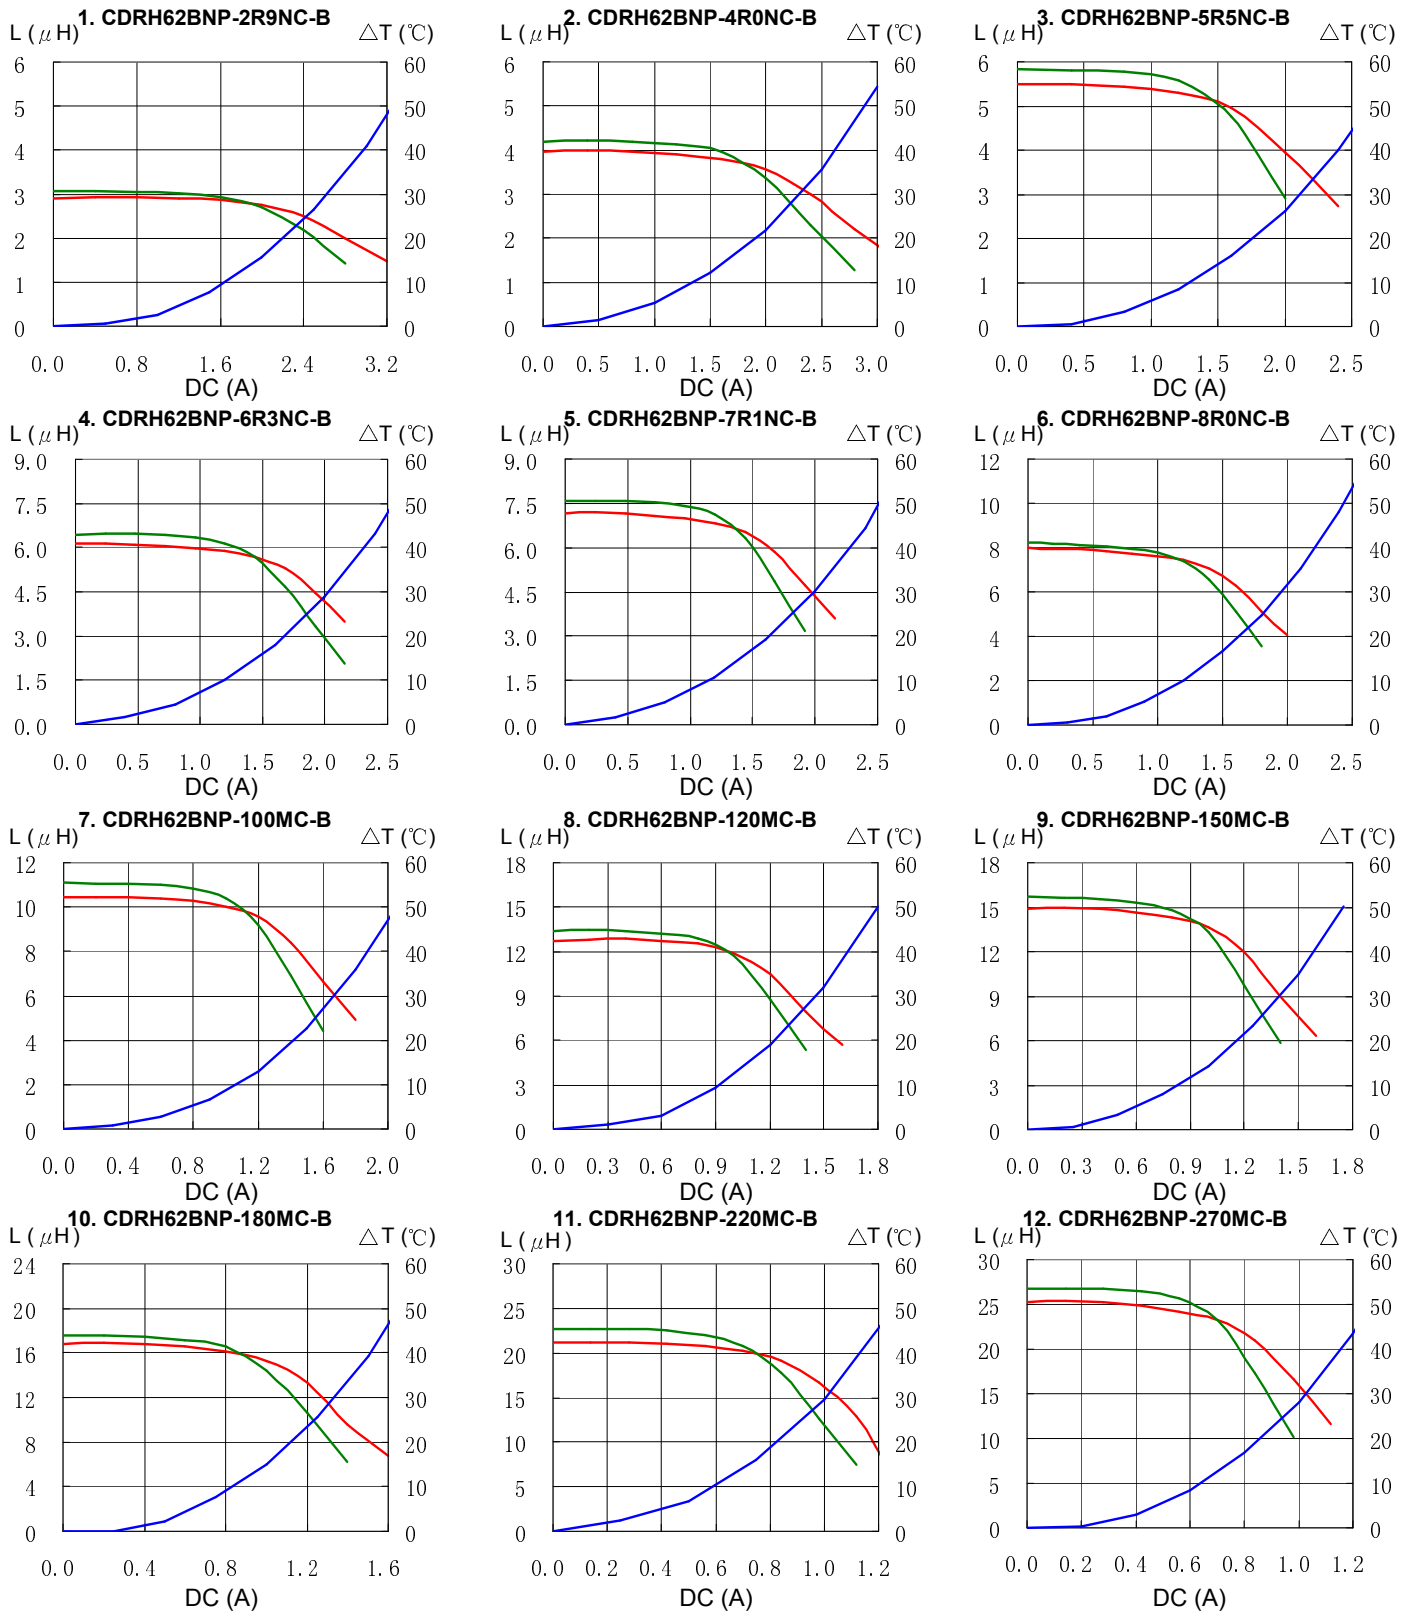 1. CDRH62BNP-2R9NC-B
L (μH) △T (℃)
6 60
5 50
4 40
3 30
2 20
1 10
0 0
0.0 0.8 1.6 2.4 3.2
DC (A)
2. CDRH62BNP-4R0NC-B
L (μH) △T (℃)
6 60
5 50
4 40
3 30
2 20
1 10
0 0
0.0 0.5 1.0 1.5 2.0 2.5 3.0
DC (A)
3. CDRH62BNP-5R5NC-B
L (μH) △T (℃)
6 60
5 50
4 40
3 30
2 20
1 10
0 0
0.0 0.5 1.0 1.5 2.0 2.5
DC (A)
4. CDRH62BNP-6R3NC-B
L (μH) △T (℃)
9.0 60
7.5 50
6.0 40
4.5 30
3.0 20
1.5 10
0.0 0
0.0 0.5 1.0 1.5 2.0 2.5
DC (A)
5. CDRH62BNP-7R1NC-B
L (μH) △T (℃)
9.0 60
7.5 50
6.0 40
4.5 30
3.0 20
1.5 10
0.0 0
0.0 0.5 1.0 1.5 2.0 2.5
DC (A)
6. CDRH62BNP-8R0NC-B
L (μH) △T (℃)
12 60
10 50
8 40
6 30
4 20
2 10
0 0
0.0 0.5 1.0 1.5 2.0 2.5
DC (A)
7. CDRH62BNP-100MC-B
L (μH) △T (℃)
12 60
10 50
8 40
6 30
4 20
2 10
0 0
0.0 0.4 0.8 1.2 1.6 2.0
DC (A)
8. CDRH62BNP-120MC-B
L (μH) △T (℃)
18 60
15 50
12 40
9 30
6 20
3 10
0 0
0.0 0.3 0.6 0.9 1.2 1.5 1.8
DC (A)
9. CDRH62BNP-150MC-B
L (μH) △T (℃)
18 60
15 50
12 40
9 30
6 20
3 10
0 0
0.0 0.3 0.6 0.9 1.2 1.5 1.8
DC (A)
10. CDRH62BNP-180MC-B
L (μH) △T (℃)
24 60
20 50
16 40
12 30
8 20
4 10
0 0
0.0 0.4 0.8 1.2 1.6
DC (A)
11. CDRH62BNP-220MC-B
L (μH) △T (℃)
30 60
25 50
20 40
15 30
10 20
5 10
0 0
0.0 0.2 0.4 0.6 0.8 1.0 1.2
DC (A)
12. CDRH62BNP-270MC-B
L (μH) △T (℃)
30 60
25 50
20 40
15 30
10 20
5 10
0 0
0.0 0.2 0.4 0.6 0.8 1.0 1.2
DC (A)